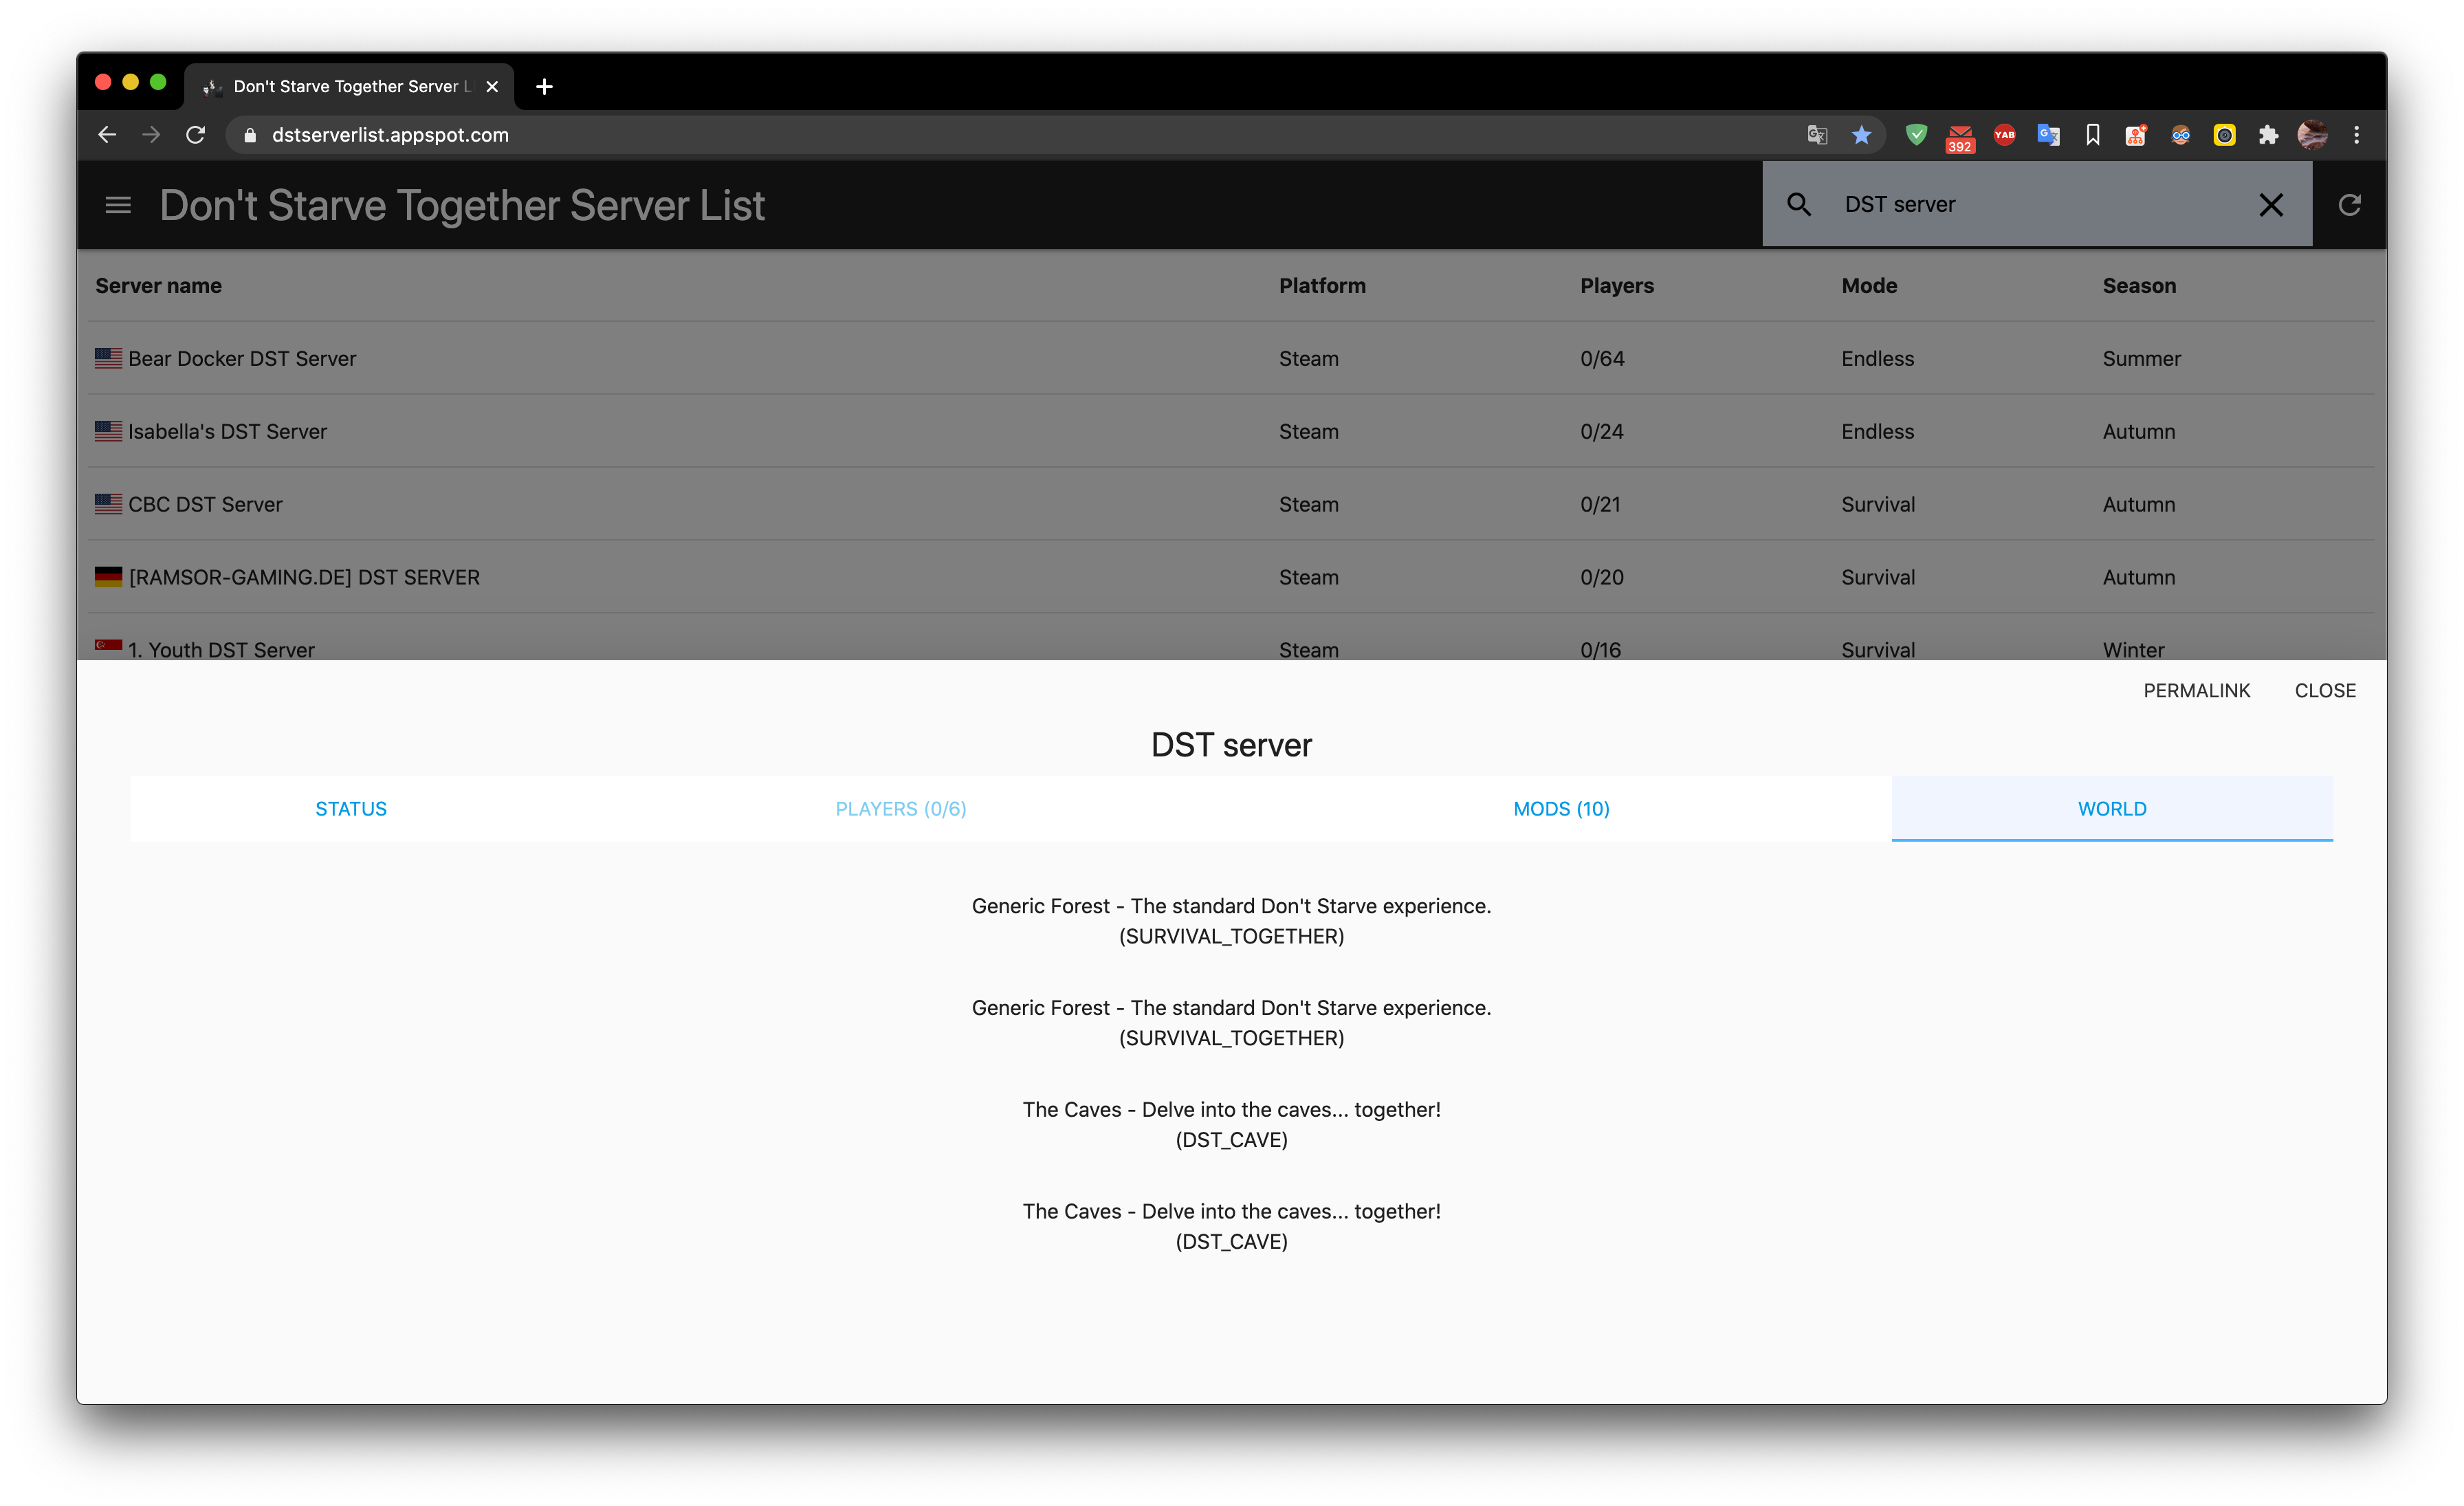 Don't Starve Together Server L
dstserverlist.appspot.com
392
YAB
Don't Starve Together Server List
DST server
Server name Platform Players Mode Season
Bear Docker DST Server Steam 0/64 Endless Summer
Isabella's DST Server Steam 0/24 Endless Autumn
CBC DST Server Steam 0/21 Survival Autumn
[RAMSOR-GAMING.DE] DST SERVER Steam 0/20 Survival Autumn
1. Youth DST Server Steam 0/16 Survival Winter
PERMALINK CLOSE
DST server
STATUS PLAYERS (0/6) MODS (10) WORLD
Generic Forest - The standard Don't Starve experience.
(SURVIVAL_TOGETHER)
Generic Forest - The standard Don't Starve experience.
(SURVIVAL_TOGETHER)
The Caves - Delve into the caves... together!
(DST_CAVE)
The Caves - Delve into the caves... together!
(DST_CAVE)